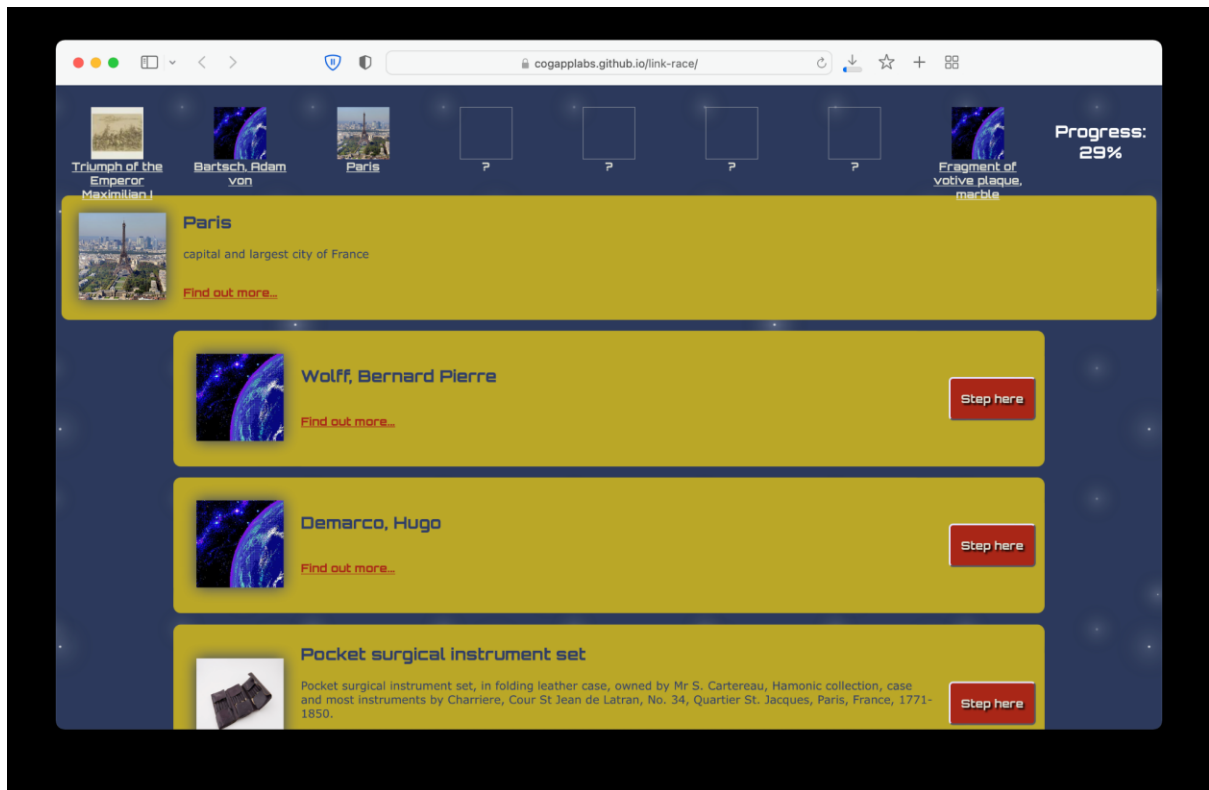 cogapplabs.github.io/link-race/
Triumph of the
Emperor
Maximilian I
Bartsch, Adam
von
Paris
?
?
?
?
Fragment of
votive plaque,
marble
Progress:
29%
Paris
capital and largest city of France
Find out more...
Wolff, Bernard Pierre
Find out more...
Step here
Demarco, Hugo
Find out more...
Step here
Pocket surgical instrument set
Pocket surgical instrument set, in folding leather case, owned by Mr S. Cartereau, Hamonic collection, case
and most instruments by Charriere, Cour St Jean de Latran, No. 34, Quartier St. Jacques, Paris, France, 1771-
1850.
Step here